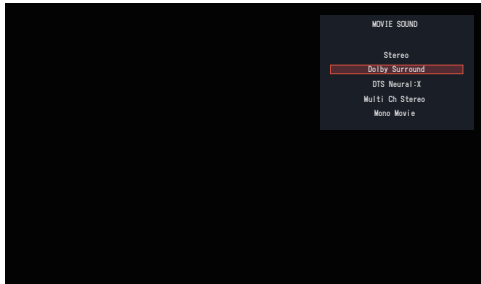 MOVIE SOUND
Stereo
Dolby Surround
DTS Neural:X
Multi Ch Stereo
Mono Movie